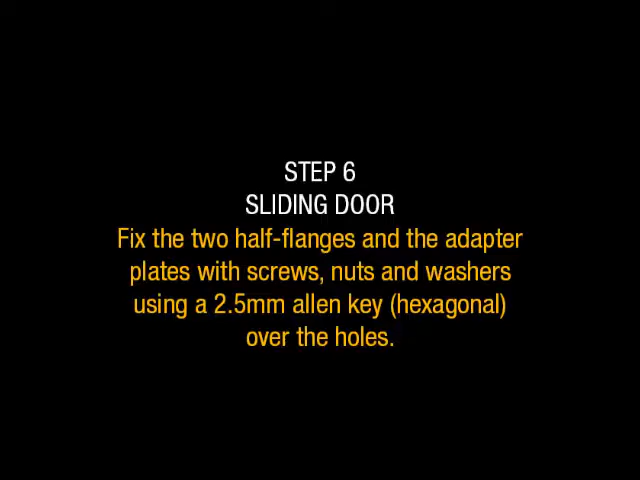 STEP 6
SLIDING DOOR
Fix the two half-flanges and the adapter
plates with screws, nuts and washers
using a 2.5mm allen key (hexagonal)
over the holes.